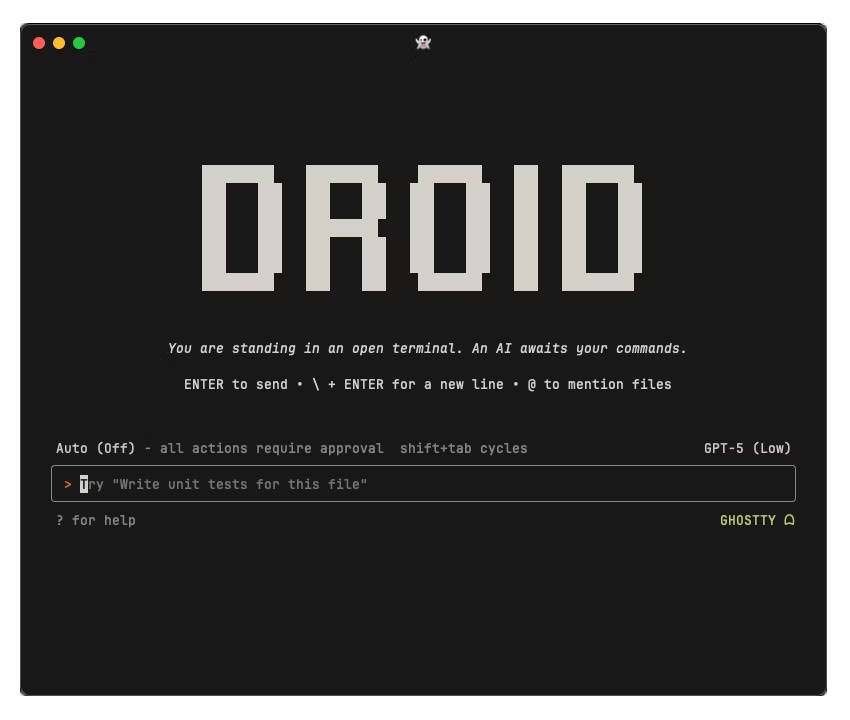 DROID
You are standing in an open terminal. An AI awaits your commands.
ENTER to send • \ + ENTER for a new line • @ to mention files
Auto (Off) - all actions require approval  shift+tab cycles
GPT-5 (Low)
> Try "Write unit tests for this file"
? for help
GHOSTTY